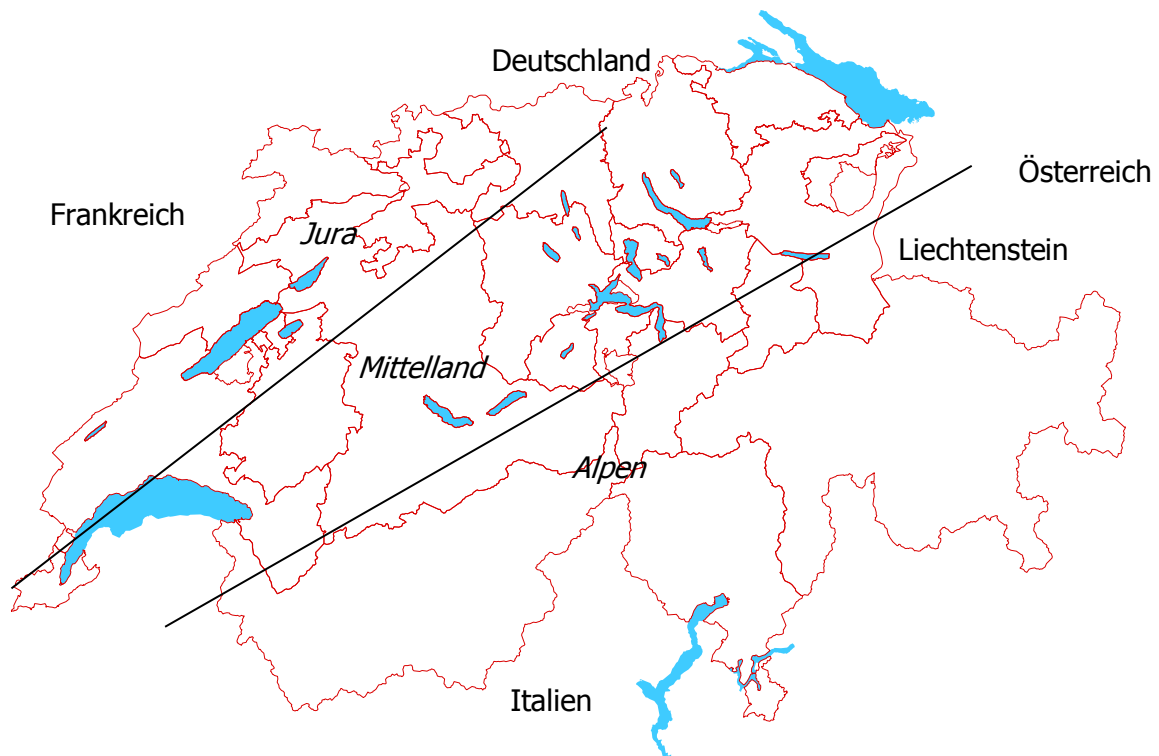 Deutschland
Österreich
Frankreich
Jura
Liechtenstein
Mittelland
Alpen
Italien